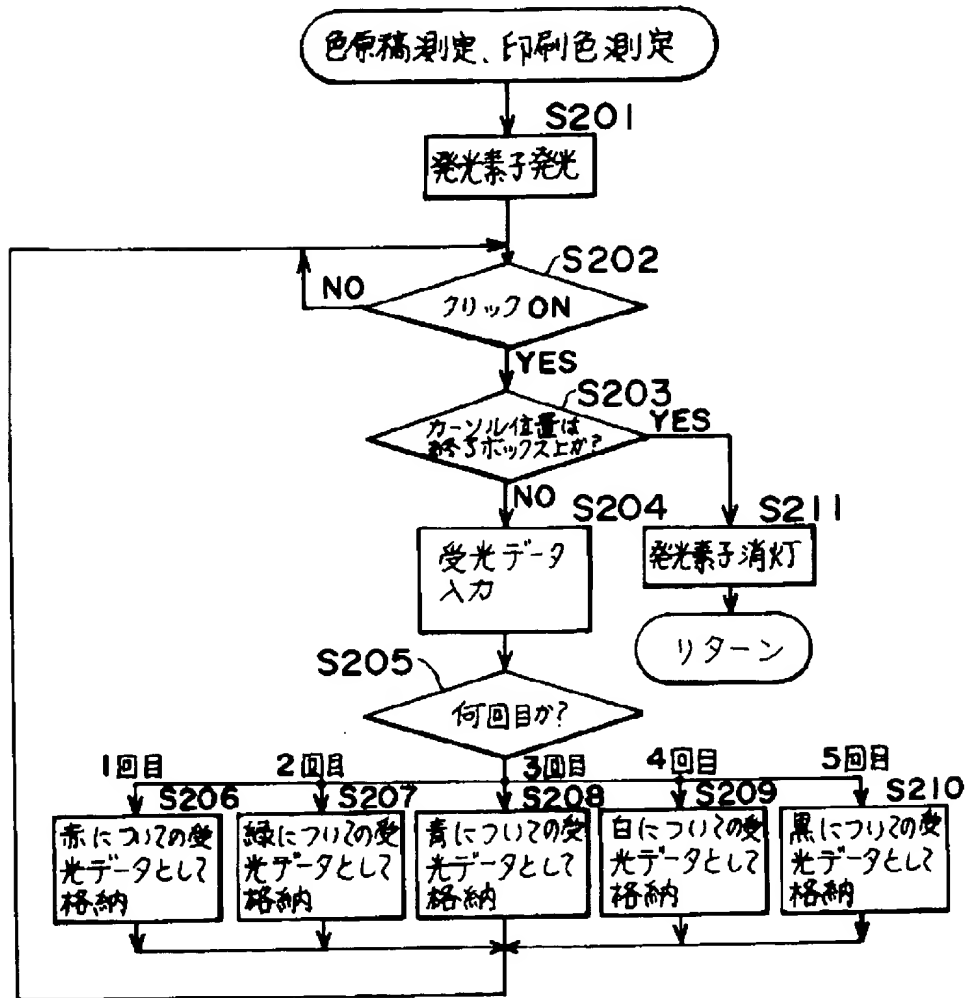 色原稿測定、印刷色測定
S201
発光素子発光
S202
NO
クリックON
YES
S203
カーソル位置は
終了ボックス上か?
YES
NO
S204
S211
受光データ
入力
発光素子消灯
リターン
S205
何回目か?
1回目
2回目
3回目
4回目
5回目
S206
S207
S208
S209
S210
赤についての受
光データとして
格納
緑についての受
光データとして
格納
青についての受
光データとして
格納
白についての受
光データとして
格納
黒についての受
光データとして
格納